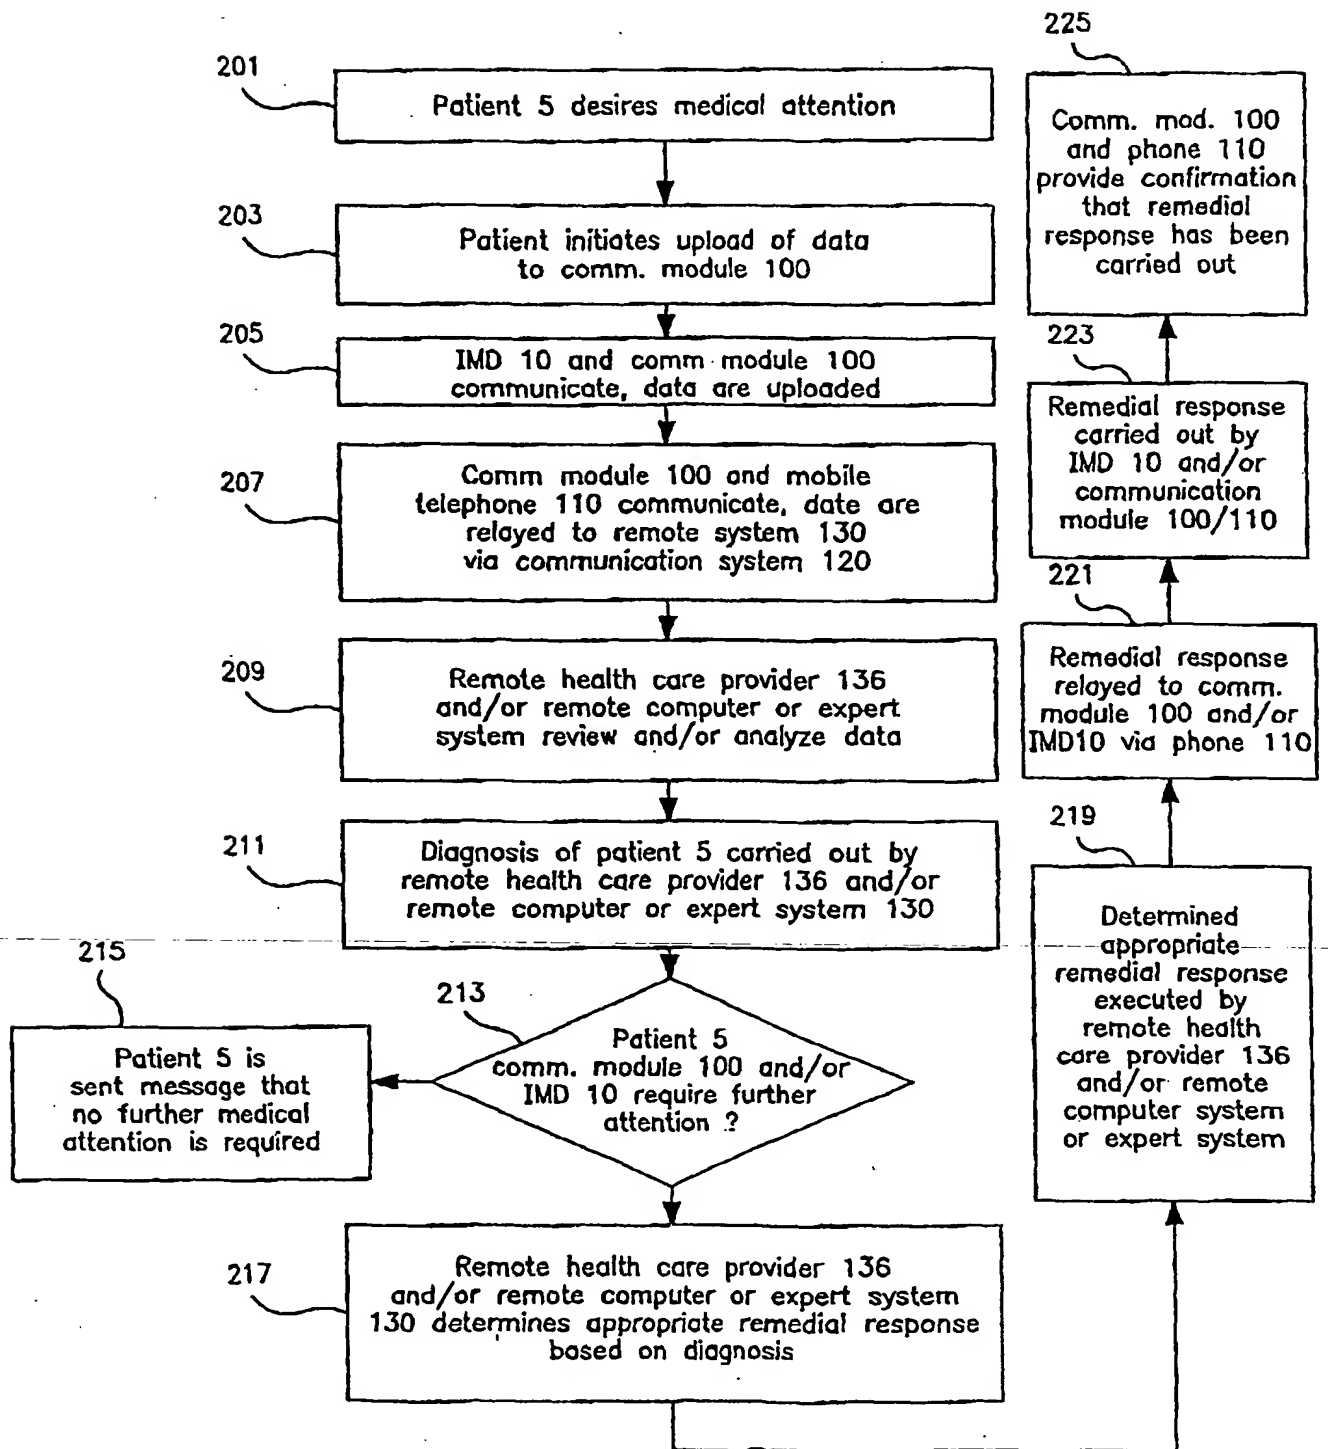 201
Patient 5 desires medical attention
203
Patient initiates upload of data
to comm. module 100
205
IMD 10 and comm module 100
communicate, data are uploaded
207
Comm module 100 and mobile
telephone 110 communicate, date are
relayed to remote system 130
via communication system 120
209
Remote health care provider 136
and/or remote computer or expert
system review and/or analyze data
211
Diagnosis of patient 5 carried out by
remote health care provider 136 and/or
remote computer or expert system 130
213
Patient 5
comm. module 100 and/or
IMD 10 require further
attention ?
215
Patient 5 is
sent message that
no further medical
attention is required
217
Remote health care provider 136
and/or remote computer or expert system
130 determines appropriate remedial response
based on diagnosis
219
Determined
appropriate
remedial response
executed by
remote health
care provider 136
and/or remote
computer system
or expert system
221
Remedial response
relayed to comm.
module 100 and/or
IMD10 via phone 110
223
Remedial response
carried out by
IMD 10 and/or
communication
module 100/110
225
Comm. mod. 100
and phone 110
provide confirmation
that remedial
response has been
carried out